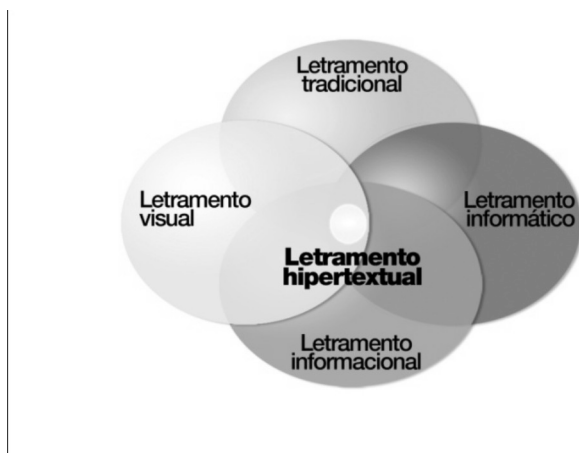 Letramento
tradicional
Letramento
visual
Letramento
informático
Letramento
hipertextual
Letramento
informacional